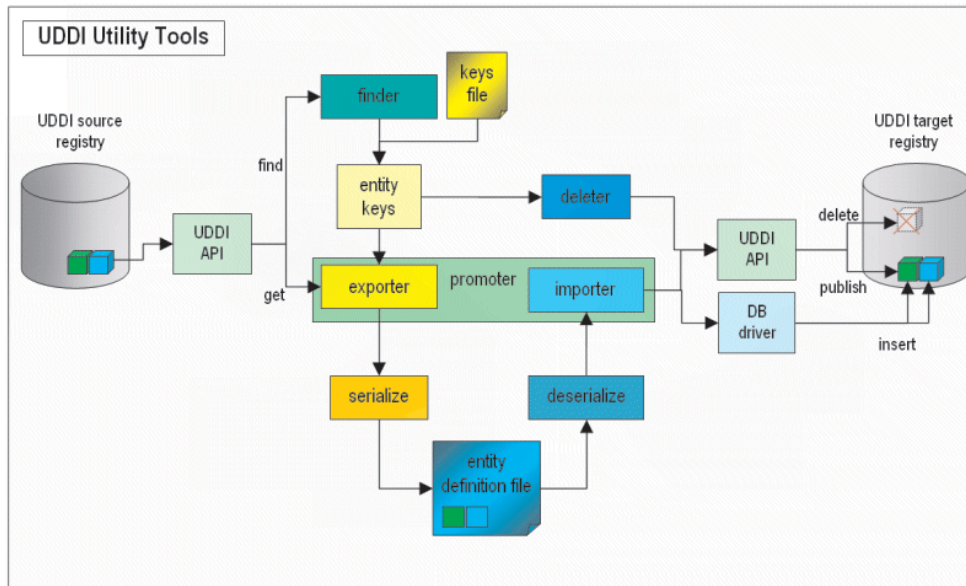 UDDI Utility Tools
UDDI source
registry
finder
keys
file
UDDI target
registry
find
entity
keys
deleter
delete
UDDI
API
UDDI
API
get
exporter
promoter
importer
publish
DB
driver
insert
serialize
deserialize
entity
definition file